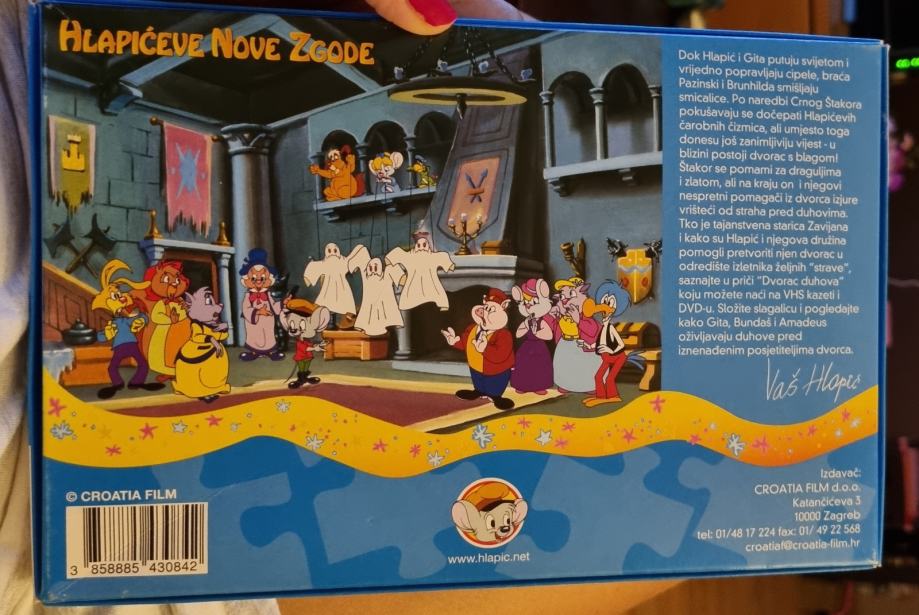 HLAPIĆEVE NOVE ZGODE
Dok Hlapić i Gita putuju svijetom i
vrijedno popravljaju cipele, braća
Pazinski i Brunhilda smišljaju
smicalice. Po naredbi Crnog Štakora
pokušavaju se dočepati Hlapićevih
čarobnih čizmica, ali umjesto toga
donesu još zanimljiviju vijest - u
blizini postoji dvorac s blagom!
Štakor se pomami za draguljima
i zlatom, ali na kraju on i njegovi
nespretni pomagači iz dvorca izjure
vrišteći od straha pred duhovima.
Tko je tajanstvena starica Zavijana
i kako su Hlapić i njegova družina
pomogli pretvoriti njen dvorac u
odredište izletnika željnih "strave",
saznajte u priči "Dvorac duhova"
koju možete naći na VHS kazeti i
DVD-u. Složite slagalicu i pogledajte
kako Gita, Bundaš i Amadeus
oživljavaju duhove pred
iznenađenim posjetiteljima dvorca.
Vaš Hlapić
© CROATIA FILM
3 858885 430842
www.hlapic.net
Izdavač:
CROATIA FILM d.o.o.
Katančićeva 3
10000 Zagreb
tel: 01/48 17 224 fax: 01/ 49 22 568
croatiaf@croatia-film.hr